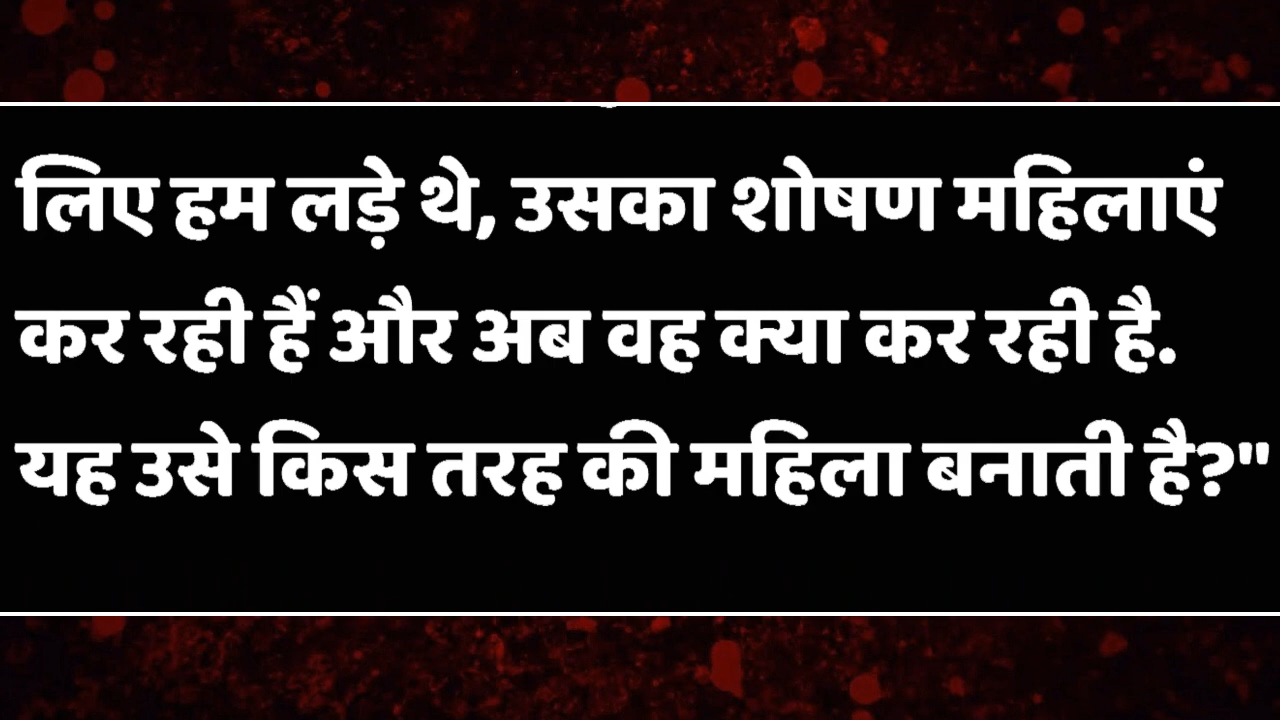 लिए हम लड़े थे, उसका शोषण महिलाएं
कर रही हैं और अब वह क्या कर रही है.
यह उसे किस तरह की महिला बनाती है?"